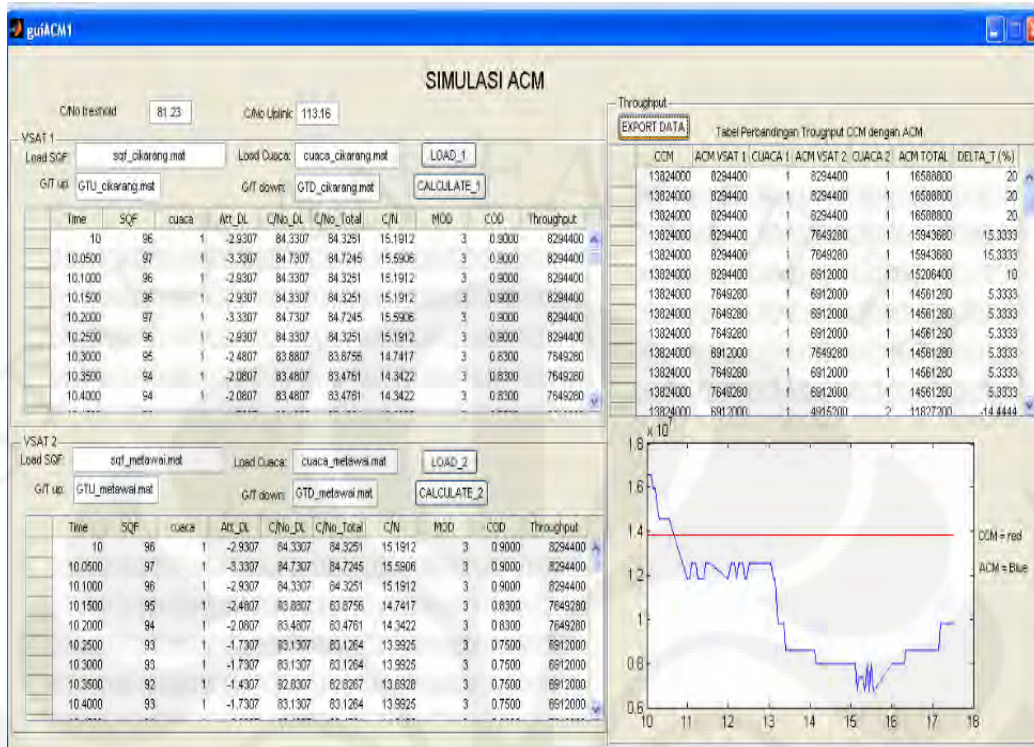 guiACM1
SIMULASI ACM
C/No treshold 81.23 C/No Uplink 113.16
VSAT 1
Load SQF: sqf_cikarang.mat Load Cuaca: cuaca_cikarang.mat LOAD_1
G/T up: GTU_cikarang.mat G/T down: GTD_cikarang.mat CALCULATE_1
Time SQF cuaca Att_DL C/No_DL C/No_Total C/N MOD COD Throughput
10 96 1 -2.9307 84.3307 84.3251 15.1912 3 0.9000 8294400
10.0500 97 1 -3.3307 84.7307 84.7245 15.5906 3 0.9000 8294400
10.1000 96 1 -2.9307 84.3307 84.3251 15.1912 3 0.9000 8294400
10.1500 96 1 -2.9307 84.3307 84.3251 15.1912 3 0.9000 8294400
10.2000 97 1 -3.3307 84.7307 84.7245 15.5906 3 0.9000 8294400
10.2500 96 1 -2.9307 84.3307 84.3251 15.1912 3 0.9000 8294400
10.3000 95 1 -2.4807 83.8807 83.8756 14.7417 3 0.8300 7649280
10.3500 94 1 -2.0807 83.4807 83.4761 14.3422 3 0.8300 7649280
10.4000 94 1 -2.0807 83.4807 83.4761 14.3422 3 0.8300 7649280
VSAT 2
Load SQF: sqf_metawai.mat Load Cuaca: cuaca_metawai.mat LOAD_2
G/T up: GTU_metawai.mat G/T down: GTD_metawai.mat CALCULATE_2
Time SQF cuaca Att_DL C/No_DL C/No_Total C/N MOD COD Throughput
10 96 1 -2.9307 84.3307 84.3251 15.1912 3 0.9000 8294400
10.0500 97 1 -3.3307 84.7307 84.7245 15.5906 3 0.9000 8294400
10.1000 96 1 -2.9307 84.3307 84.3251 15.1912 3 0.9000 8294400
10.1500 95 1 -2.4807 83.8807 83.8756 14.7417 3 0.8300 7649280
10.2000 94 1 -2.0807 83.4807 83.4761 14.3422 3 0.8300 7649280
10.2500 93 1 -1.7307 83.1307 83.1264 13.9925 3 0.7500 6912000
10.3000 93 1 -1.7307 83.1307 83.1264 13.9925 3 0.7500 6912000
10.3500 92 1 -1.4307 82.8307 82.8267 13.6928 3 0.7500 6912000
10.4000 93 1 -1.7307 83.1307 83.1264 13.9925 3 0.7500 6912000
Throughput
EXPORT DATA Tabel Perbandingan Troughput CCM dengan ACM
CCM ACM VSAT 1 CUACA 1 ACM VSAT 2 CUACA 2 ACM TOTAL DELTA_T (%)
13824000 8294400 1 8294400 1 16588800 20
13824000 8294400 1 8294400 1 16588800 20
13824000 8294400 1 8294400 1 16588800 20
13824000 8294400 1 7649280 1 15943680 15.3333
13824000 8294400 1 7649280 1 15943680 15.3333
13824000 8294400 1 6912000 1 15206400 10
13824000 7649280 1 6912000 1 14561280 5.3333
13824000 7649280 1 6912000 1 14561280 5.3333
13824000 7649280 1 6912000 1 14561280 5.3333
13824000 6912000 1 7649280 1 14561280 5.3333
13824000 7649280 1 6912000 1 14561280 5.3333
13824000 7649280 1 6912000 1 14561280 5.3333
13824000 6912000 1 4915200 2 11827200 -14.4444
x 10^7
1.8
1.6
1.4
1.2
1
0.8
0.6
10 11 12 13 14 15 16 17 18
CCM = red
ACM = Blue